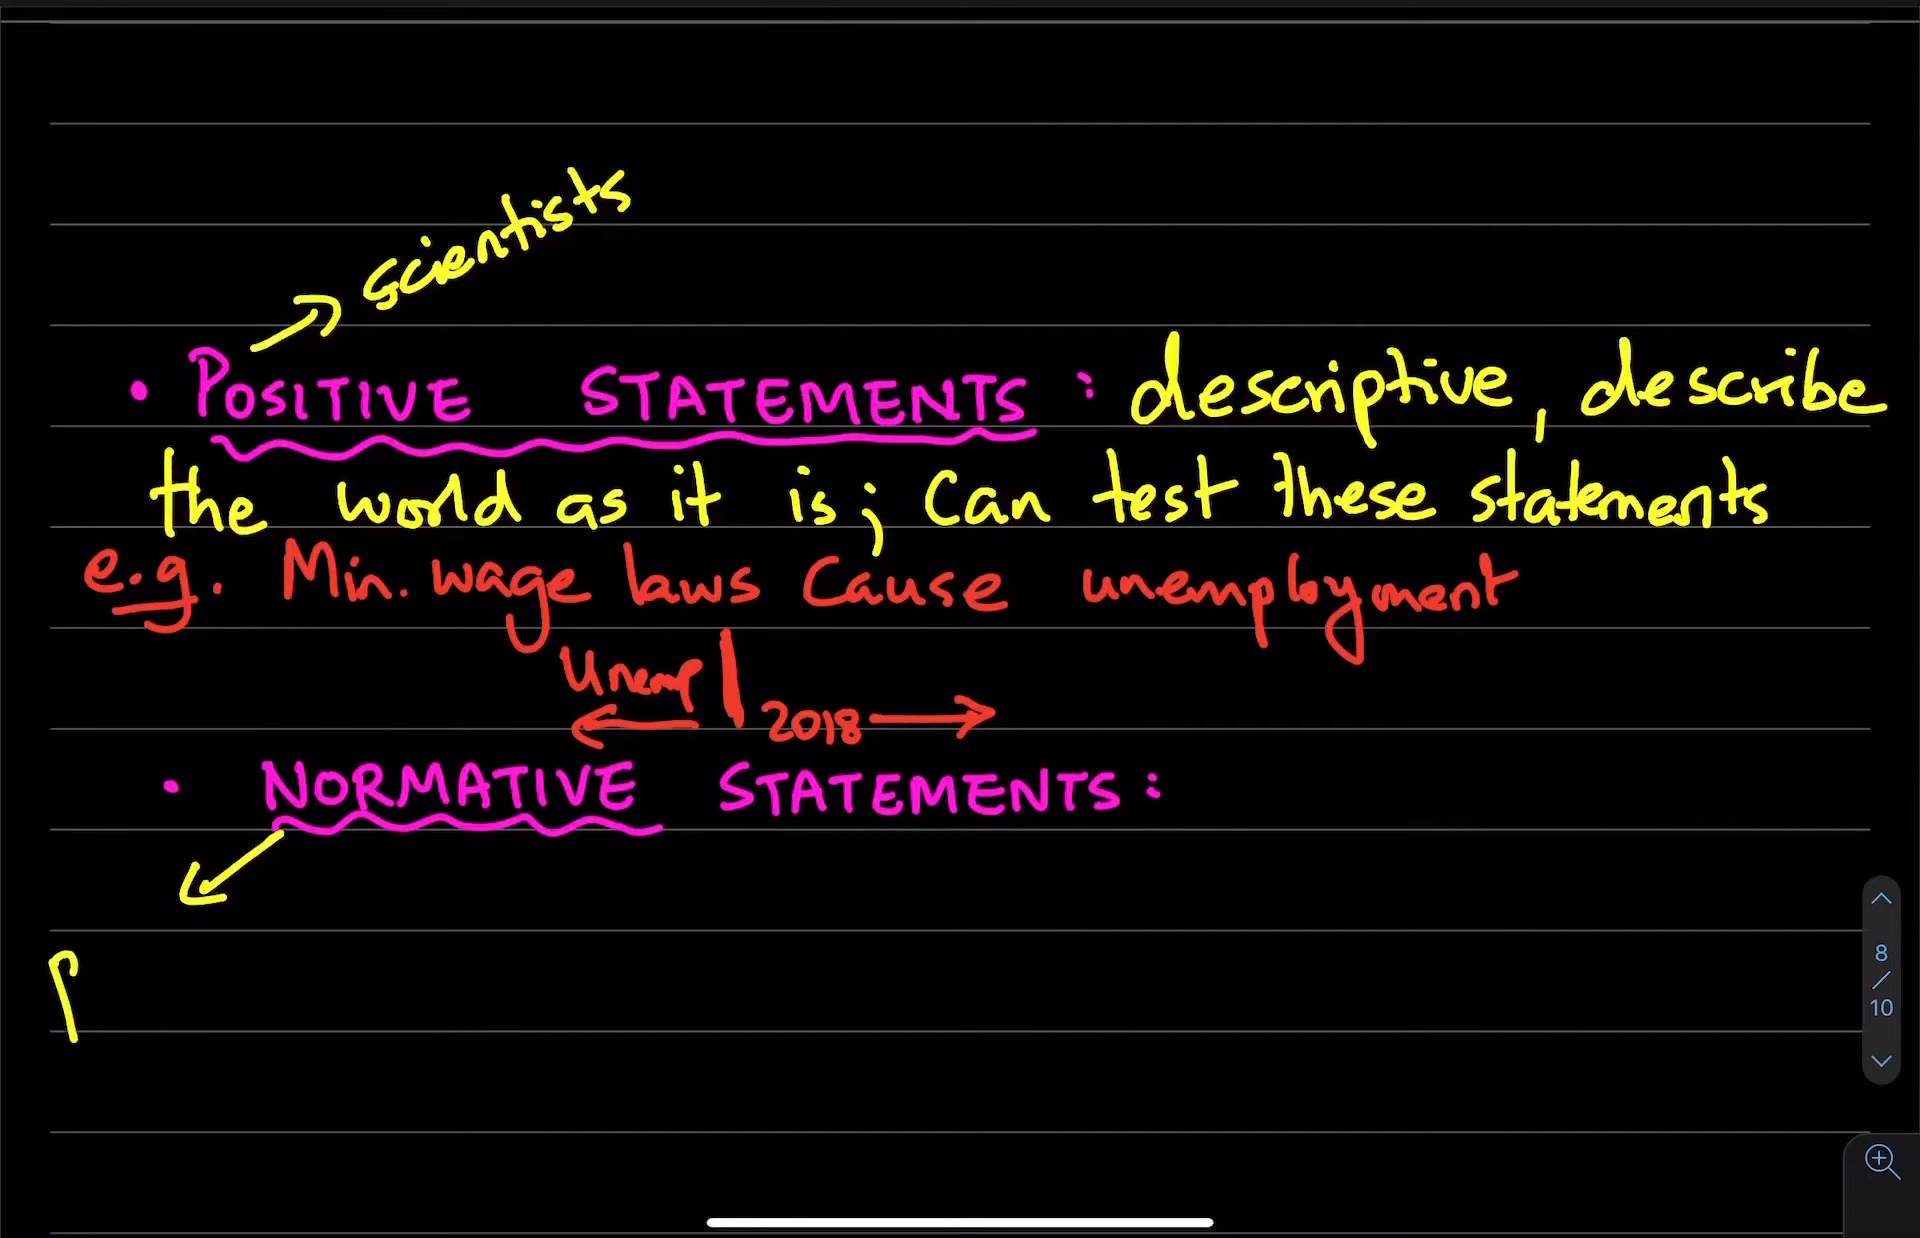 scientists
• POSITIVE STATEMENTS: descriptive, describe
the world as it is; Can test these statements
e.g. Min. wage laws Cause unemployment
Unemp | 2018
• NORMATIVE STATEMENTS:
8
/
10